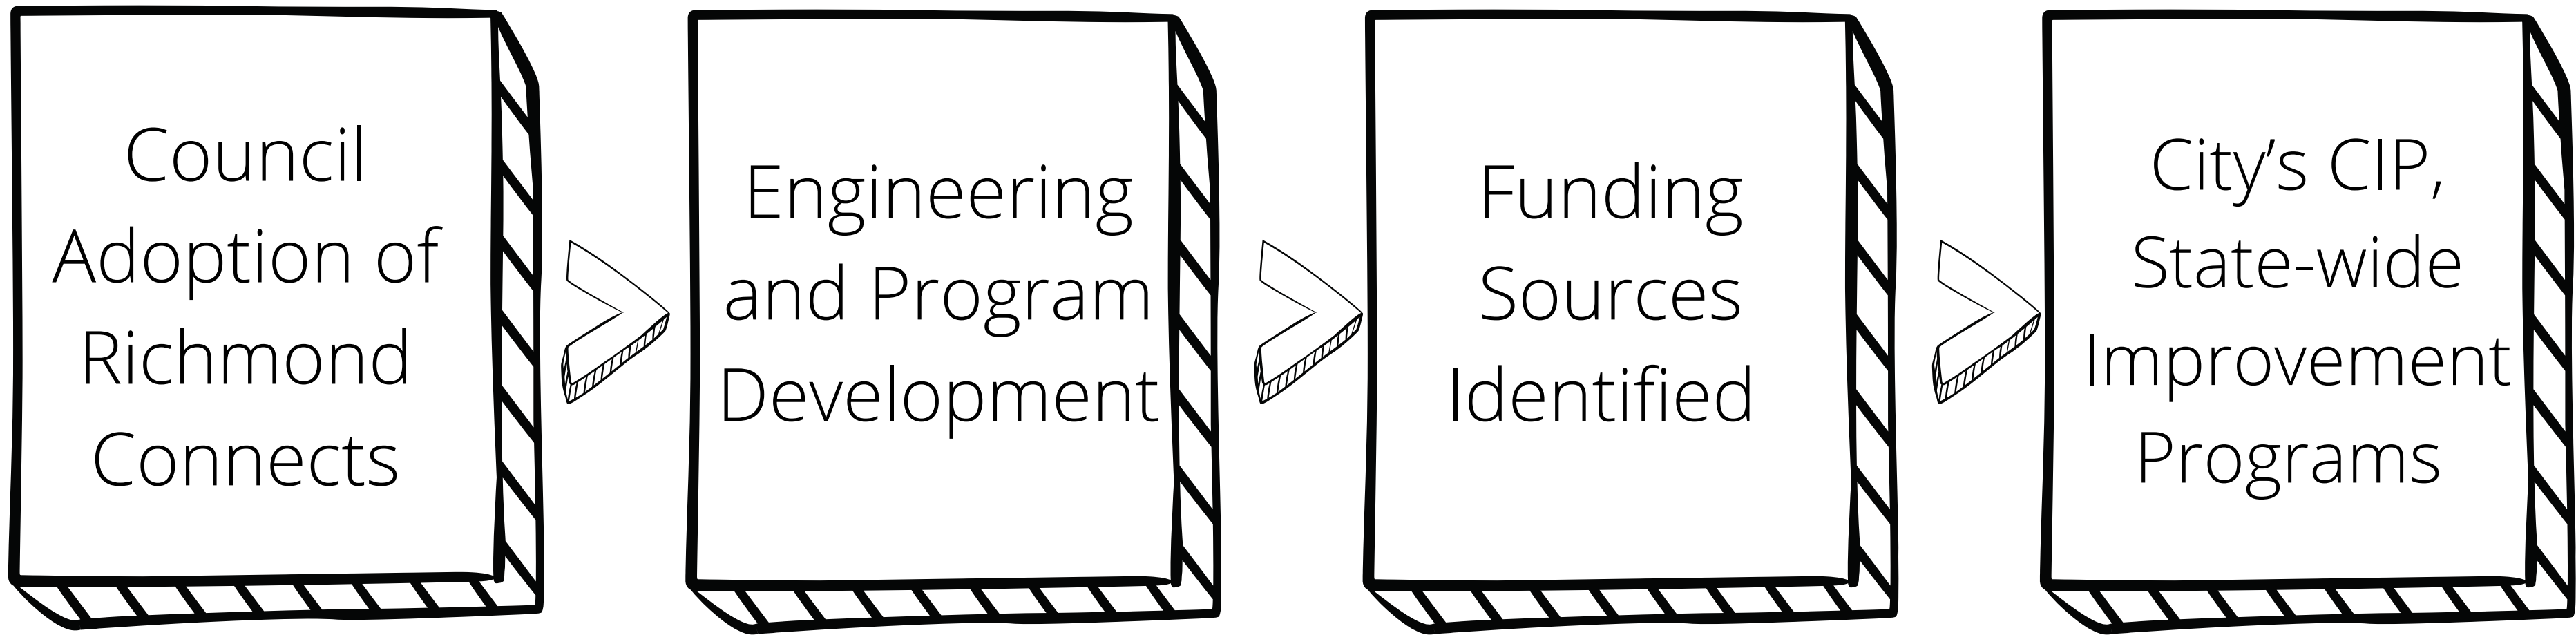 Council
Adoption of
Richmond
Connects
Engineering
and Program
Development
Funding
Sources
Identified
City’s CIP,
State-wide
Improvement
Programs